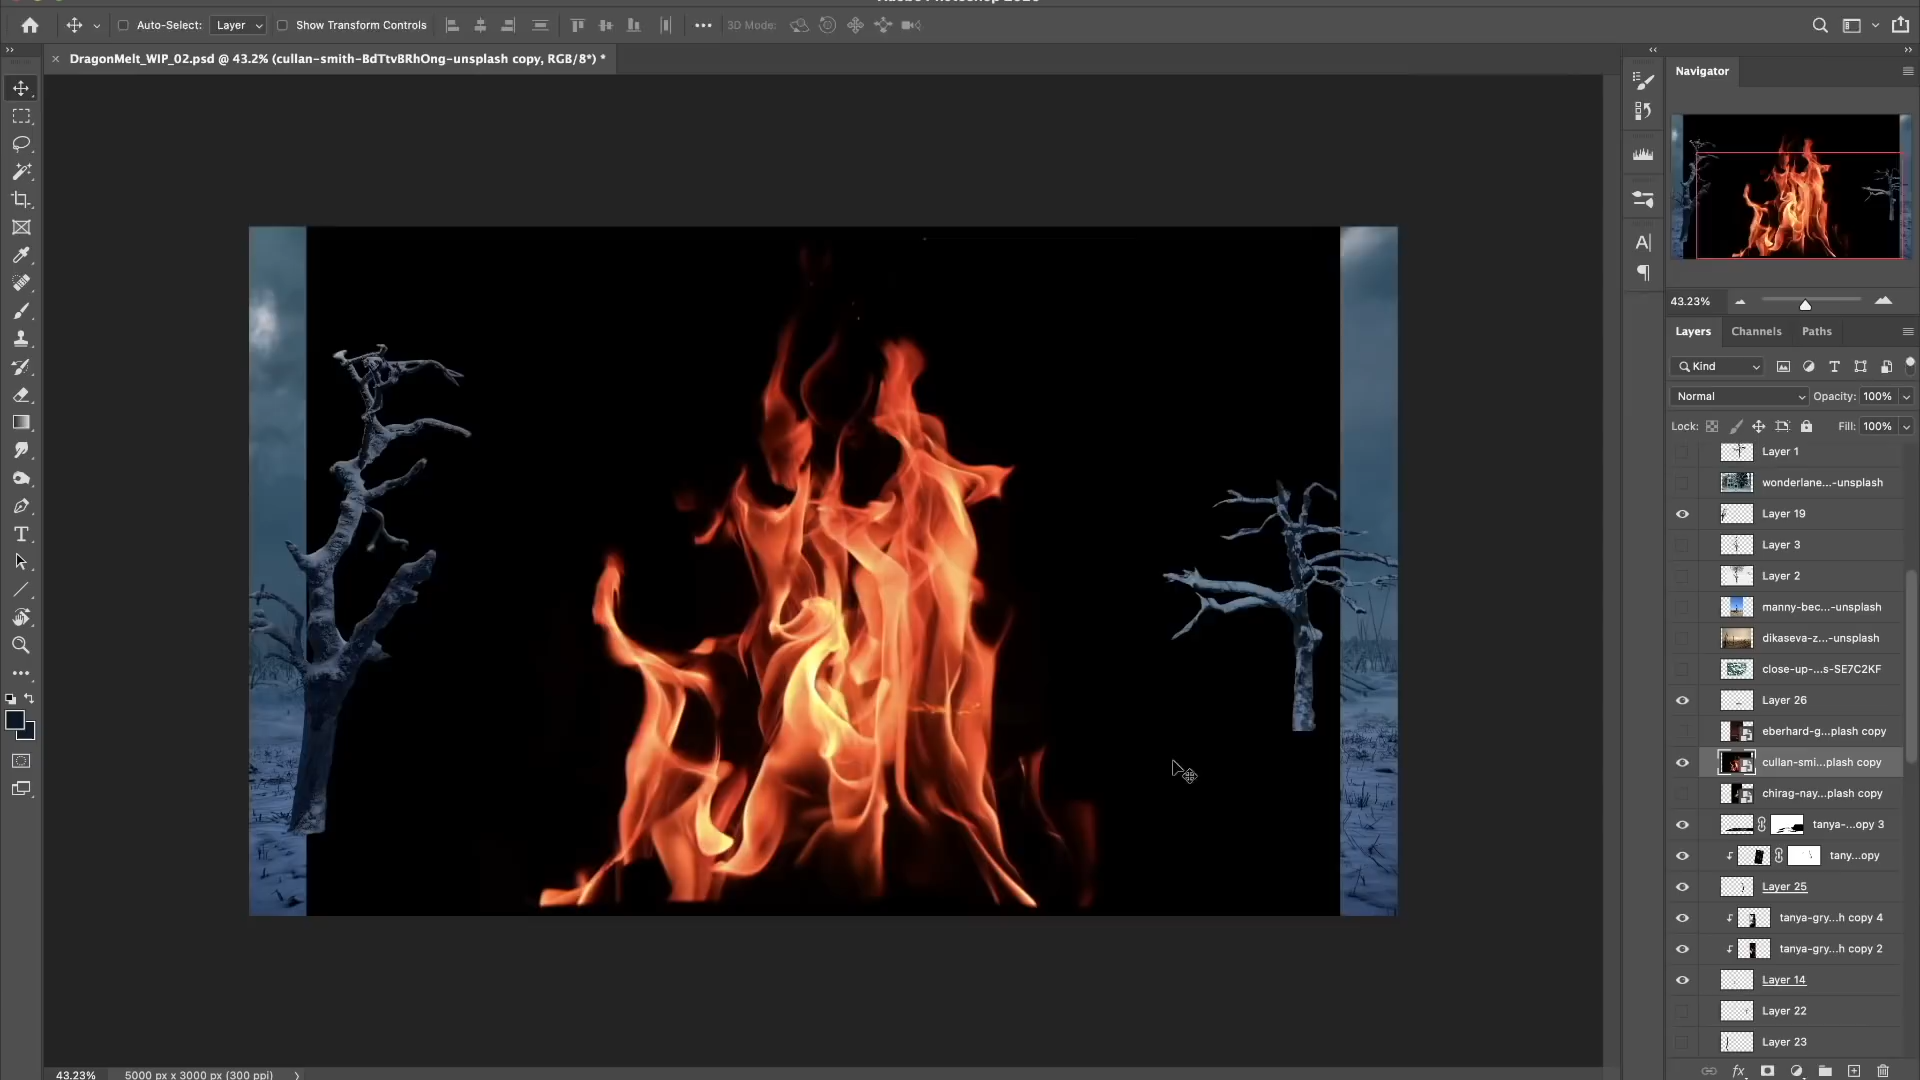 Auto-Select:
Layer
Show Transform Controls
3D Mode:
DragonMelt_WIP_02.psd @ 43.2% (cullan-smith-BdTtvBRhOng-unsplash copy, RGB/8*) *
Navigator
43.23%
Layers
Channels
Paths
Kind
Normal
Opacity: 100%
Lock:
Fill: 100%
Layer 1
wonderlane...-unsplash
Layer 19
Layer 3
Layer 2
manny-bec...-unsplash
dikaseva-z...-unsplash
close-up-...s-SE7C2KF
Layer 26
eberhard-g...plash copy
cullan-smi...plash copy
chirag-nay...plash copy
tanya-...opy 3
tany...opy
Layer 25
tanya-gry...h copy 4
tanya-gry...h copy 2
Layer 14
Layer 22
Layer 23
43.23%
5000 px x 3000 px (300 ppi)